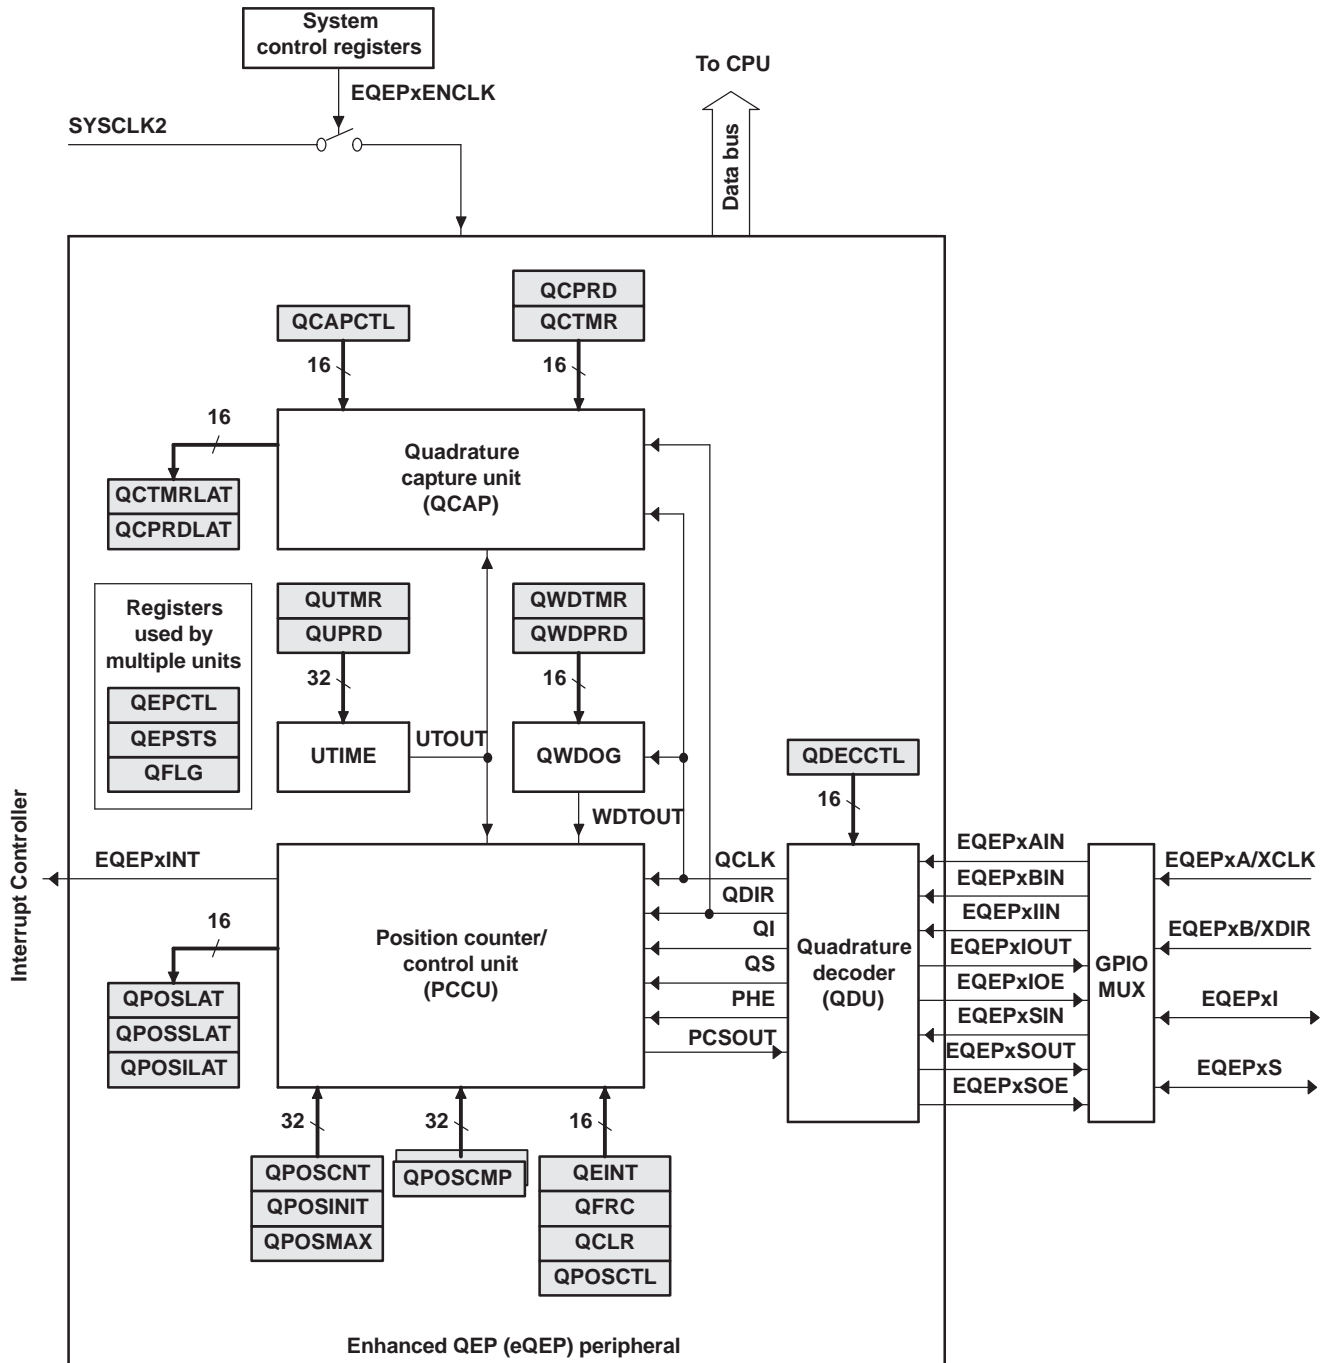 System
control registers
EQEPxENCLK
SYSCLK2
To CPU
Data bus
QCPRD
QCTMR
QCAPCTL
16
16
16
Quadrature
capture unit
(QCAP)
QCTMRLAT
QCPRDLAT
Registers
used by
multiple units
QEPCTL
QEPSTS
QFLG
QUTMR
QUPRD
32
UTIME
UTOUT
QWDTMR
QWDPRD
16
QWDOG
WDTOUT
QDECCTL
16
Interrupt Controller
EQEPxINT
16
QPOSLAT
QPOSSLAT
QPOSILAT
Position counter/
control unit
(PCCU)
QCLK
QDIR
QI
QS
PHE
PCSOUT
Quadrature
decoder
(QDU)
EQEPxAIN
EQEPxBIN
EQEPxIIN
EQEPxIOUT
EQEPxIOE
EQEPxSIN
EQEPxSOUT
EQEPxSOE
GPIO
MUX
EQEPxA/XCLK
EQEPxB/XDIR
EQEPxI
EQEPxS
32
32
16
QPOSCNT
QPOSINIT
QPOSMAX
QPOSCMP
QEINT
QFRC
QCLR
QPOSCTL
Enhanced QEP (eQEP) peripheral